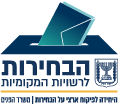 הבחירות
לרשויות המקומיות
היחידה לפיקוח ארצי על הבחירות | משרד הפנים